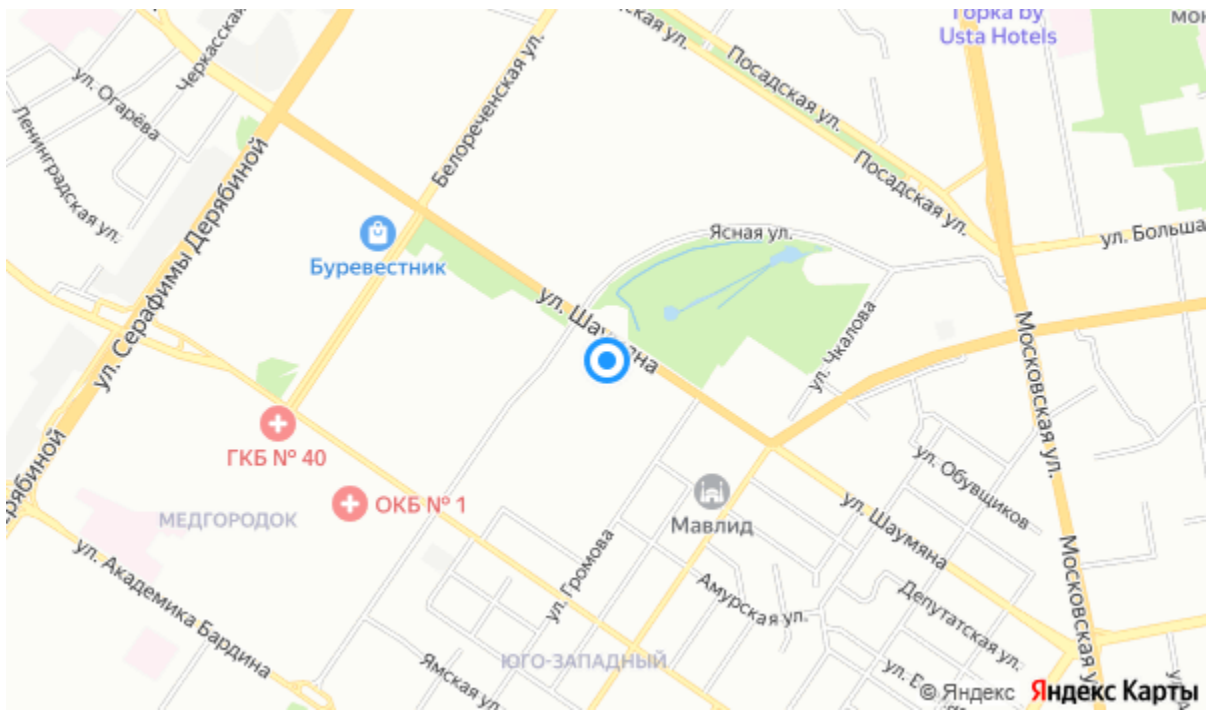 Горка by
Usta Hotels
Черкасская
ул. Огарёва
Ленинградская ул.
Белореченская ул.
Посадская ул.
Посадская ул.
ул. Серафимы Дерябиной
Буревестник
Ясная ул.
ул. Больша
ул. Шаумяна
ул. Чкалова
Московская ул.
ГКБ № 40
ОКБ № 1
МЕДГОРОДОК
Мавлид
ул. Обувщиков
ул. Шаумяна
Московская у
ул. Академика Бардина
ул. Громова
Амурская ул.
Депутатская ул.
ЮГО-ЗАПАДНЫЙ
Ямская ул.
© Яндекс Яндекс Карты